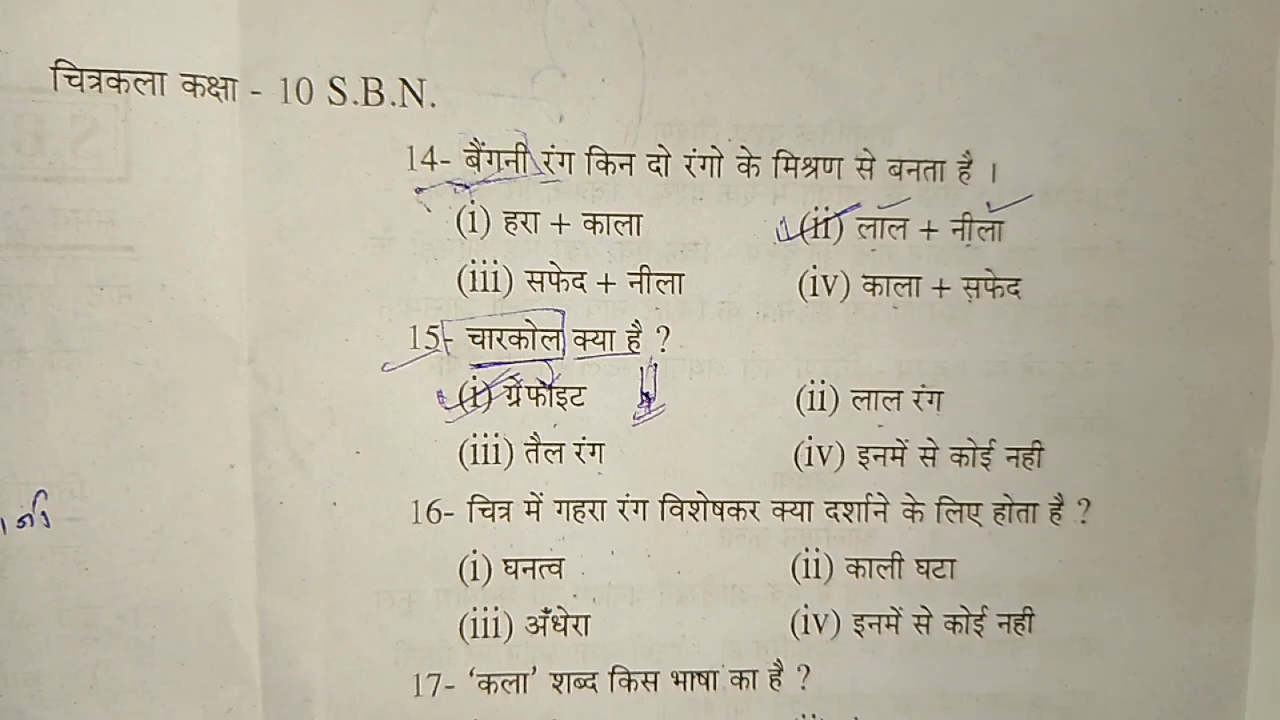 चित्रकला कक्षा - 10 S.B.N.
14- बैंगनी रंग किन दो रंगो के मिश्रण से बनता है ।
(i) हरा + काला (ii) लाल + नीला
(iii) सफेद + नीला (iv) काला + सफेद
15- चारकोल क्या है ?
(i) ग्रेफाइट (ii) लाल रंग
(iii) तैल रंग (iv) इनमें से कोई नही
16- चित्र में गहरा रंग विशेषकर क्या दर्शाने के लिए होता है ?
(i) घनत्व (ii) काली घटा
(iii) अँधेरा (iv) इनमें से कोई नही
17- ‘कला’ शब्द किस भाषा का है ?